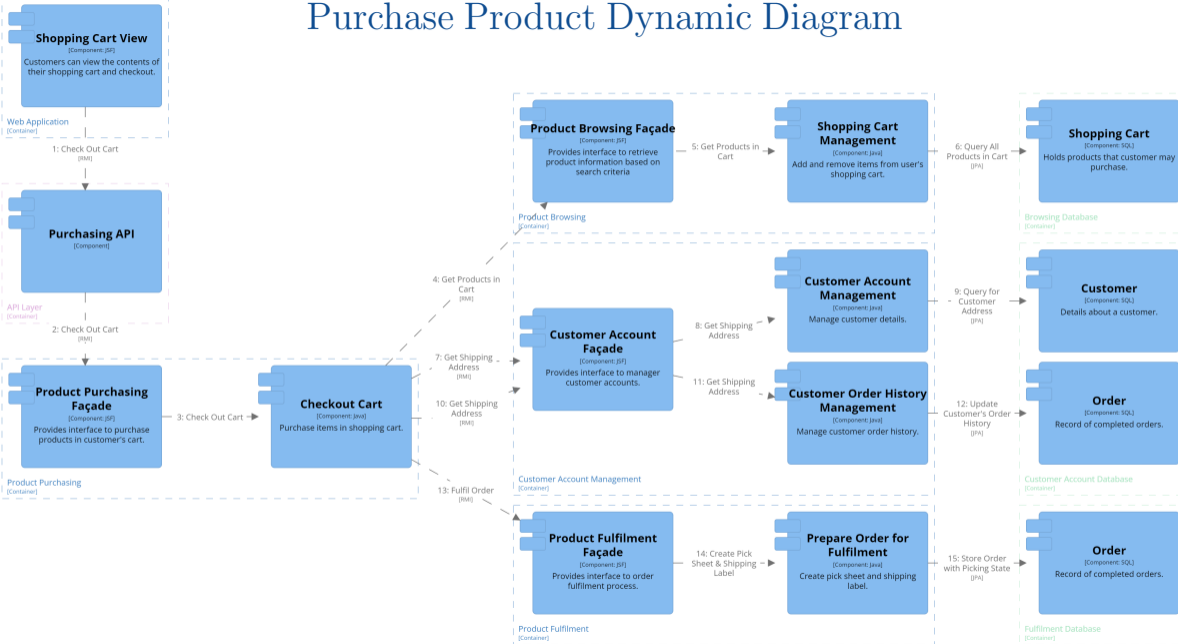 Purchase Product Dynamic Diagram
Shopping Cart View
[Component: JSF]
Customers can view the contents of
their shopping cart and checkout.
Web Application
[Container]
1: Check Out Cart
[RMI]
Purchasing API
[Component]
API Layer
[Container]
2: Check Out Cart
[RMI]
Product Purchasing
Façade
[Component: JSF]
Provides interface to purchase
products in customer's cart.
3: Check Out Cart
Checkout Cart
[Component: Java]
Purchase items in shopping cart.
Product Purchasing
[Container]
4: Get Products in
Cart
[RMI]
Product Browsing Façade
[Component: JSF]
Provides interface to retrieve
product information based on
search criteria
5: Get Products in
Cart
Shopping Cart
Management
[Component: Java]
Add and remove items from user's
shopping cart.
Product Browsing
[Container]
6: Query All
Products in Cart
[JPA]
Shopping Cart
[Component: SQL]
Holds products that customer may
purchase.
Browsing Database
[Container]
7: Get Shipping
Address
[RMI]
10: Get Shipping
Address
[RMI]
Customer Account
Façade
[Component: JSF]
Provides interface to manager
customer accounts.
8: Get Shipping
Address
11: Get Shipping
Address
Customer Account
Management
[Component: Java]
Manage customer details.
Customer Order History
Management
[Component: Java]
Manage customer order history.
Customer Account Management
[Container]
9: Query for
Customer
Address
[JPA]
12: Update
Customer's Order
History
[JPA]
Customer
[Component: SQL]
Details about a customer.
Order
[Component: SQL]
Record of completed orders.
Customer Account Database
[Container]
13: Fulfil Order
[RMI]
Product Fulfilment
Façade
[Component: JSF]
Provides interface to order
fulfilment process.
14: Create Pick
Sheet & Shipping
Label
Prepare Order for
Fulfilment
[Component: Java]
Create pick sheet and shipping
label.
Product Fulfilment
[Container]
15: Store Order
with Picking State
[JPA]
Order
[Component: SQL]
Record of completed orders.
Fulfilment Database
[Container]